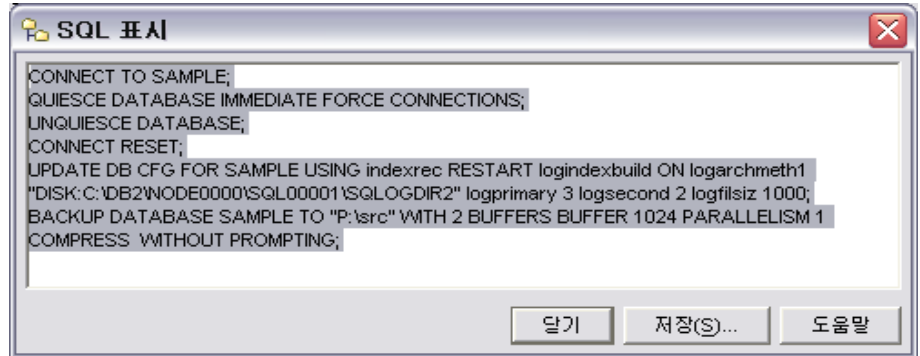 SQL 표시
CONNECT TO SAMPLE;
QUIESCE DATABASE IMMEDIATE FORCE CONNECTIONS;
UNQUIESCE DATABASE;
CONNECT RESET;
UPDATE DB CFG FOR SAMPLE USING indexrec RESTART logindexbuild ON logarchmeth1
"DISK:C:\DB2\NODE0000\SQL00001\SQLOGDIR2" logprimary 3 logsecond 2 logfilsiz 1000;
BACKUP DATABASE SAMPLE TO "P:\src" WITH 2 BUFFERS BUFFER 1024 PARALLELISM 1
COMPRESS  WITHOUT PROMPTING;
닫기 저장(S)... 도움말